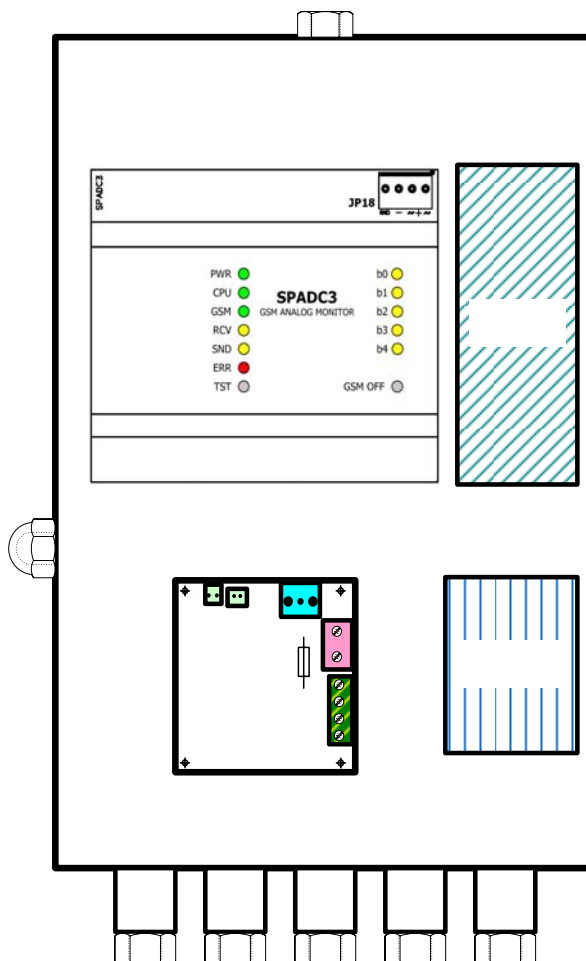 SPADC3
JP18
GND − ≈ + ≈
PWR
CPU
GSM
RCV
SND
ERR
TST
SPADC3
GSM ANALOG MONITOR
b0
b1
b2
b3
b4
GSM OFF